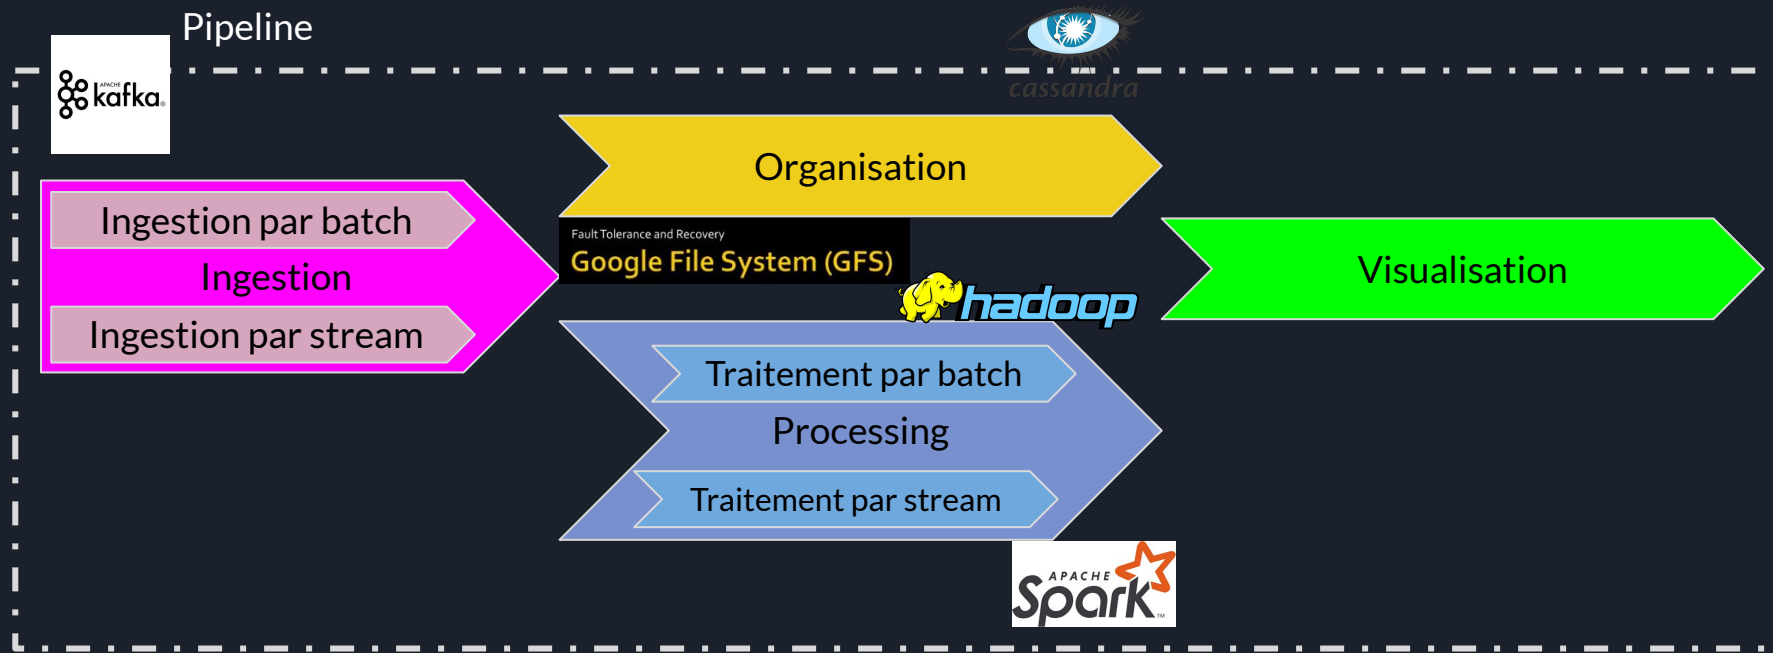 Pipeline
APACHE
kafka®
cassandra
Organisation
Ingestion par batch
Ingestion
Ingestion par stream
Fault Tolerance and Recovery
Google File System (GFS)
hadoop
Visualisation
Traitement par batch
Processing
Traitement par stream
APACHE
Spark™